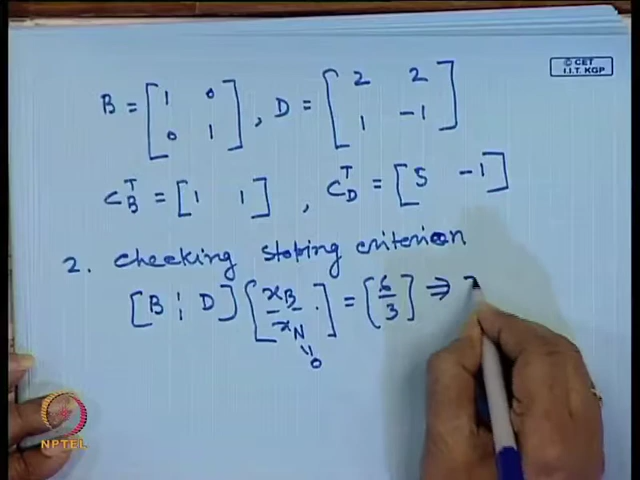 © CET
I.I.T. KGP
B = [1 0
0 1], D = [2 2
1 -1]
C_B^T = [1 1], C_D^T = [5 -1]
2. Checking stoping criterion
[B ¦ D] [x_B
x_N] = [6
3] ⇒
= 0
NPTEL